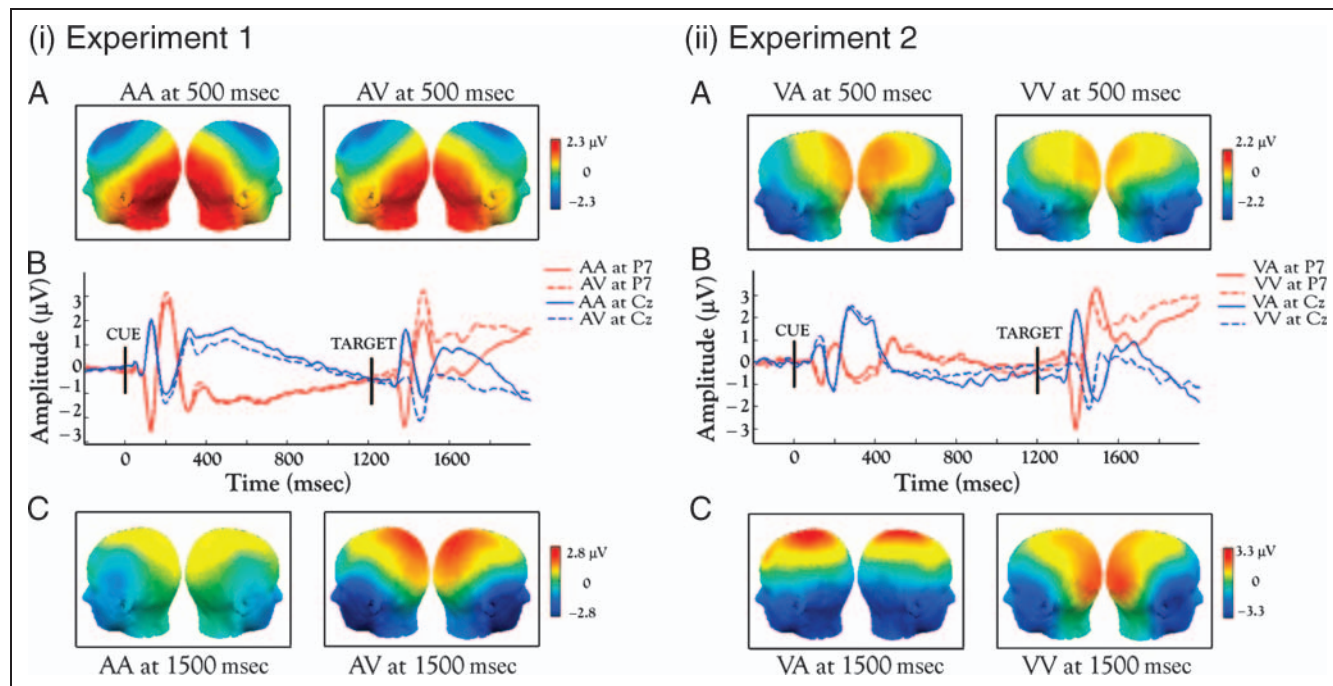 (i) Experiment 1
A
AA at 500 msec
AV at 500 msec
2.3 µV
0
−2.3
B
AA at P7
AV at P7
AA at Cz
AV at Cz
Amplitude (µV)
3
2
1
0
−1
−2
−3
CUE
TARGET
0
400
800
1200
1600
Time (msec)
C
2.8 µV
0
−2.8
AA at 1500 msec
AV at 1500 msec
(ii) Experiment 2
A
VA at 500 msec
VV at 500 msec
2.2 µV
0
−2.2
B
VA at P7
VV at P7
VA at Cz
VV at Cz
Amplitude (µV)
3
2
1
0
−1
−2
−3
CUE
TARGET
0
400
800
1200
1600
Time (msec)
C
3.3 µV
0
−3.3
VA at 1500 msec
VV at 1500 msec